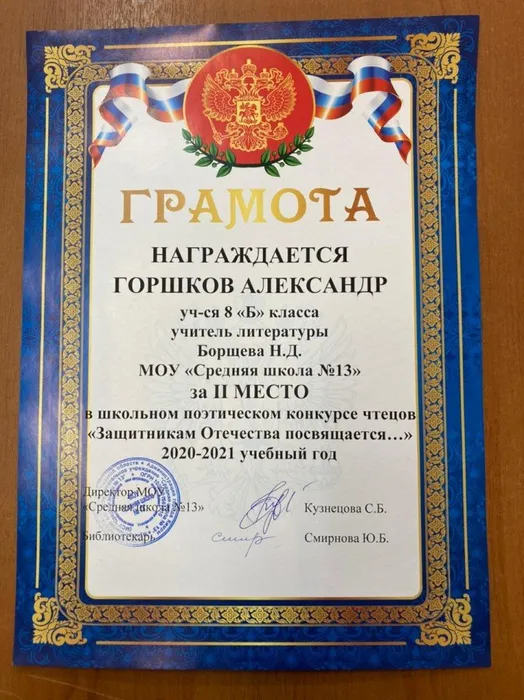 ГРАМОТА
НАГРАЖДАЕТСЯ
ГОРШКОВ АЛЕКСАНДР
уч-ся 8 «Б» класса
учитель литературы
Борщева Н.Д.
МОУ «Средняя школа №13»
за II МЕСТО
в школьном поэтическом конкурсе чтецов
«Защитникам Отечества посвящается…»
2020-2021 учебный год
Директор МОУ
«Средняя школа №13» Кузнецова С.Б.
Библиотекарь Смирнова Ю.Б.